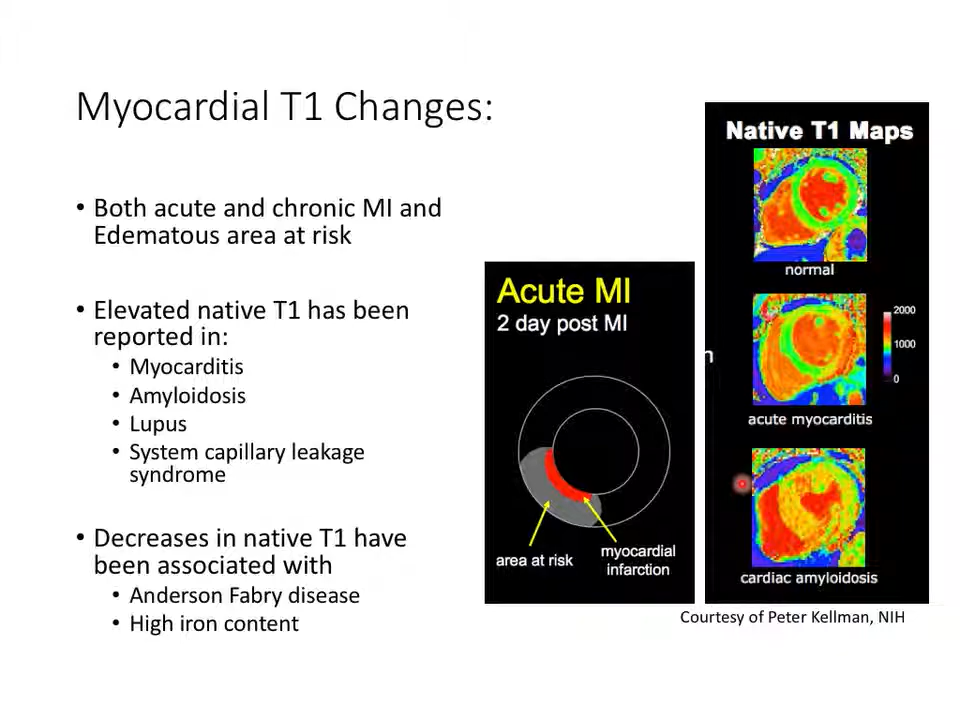 Myocardial T1 Changes:
• Both acute and chronic MI and
Edematous area at risk
• Elevated native T1 has been
reported in:
• Myocarditis
• Amyloidosis
• Lupus
• System capillary leakage
syndrome
• Decreases in native T1 have
been associated with
• Anderson Fabry disease
• High iron content
Acute MI
2 day post MI
area at risk
myocardial
infarction
n
Native T1 Maps
normal
2000
1000
0
acute myocarditis
cardiac amyloidosis
Courtesy of Peter Kellman, NIH